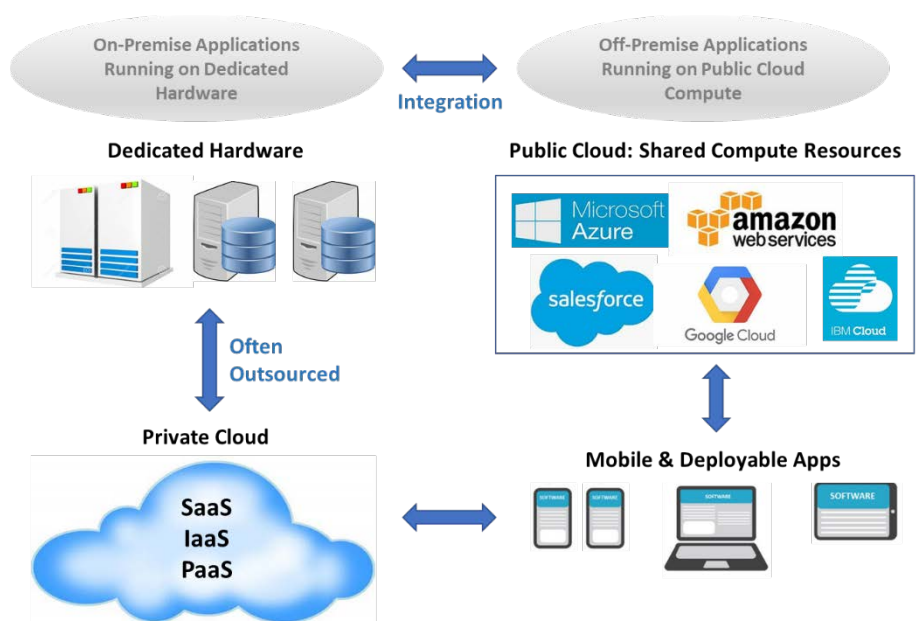 On-Premise Applications
Running on Dedicated
Hardware
Integration
Off-Premise Applications
Running on Public Cloud
Compute
Dedicated Hardware
Public Cloud: Shared Compute Resources
Microsoft
Azure
amazon
web services
salesforce
Google Cloud
IBM Cloud
Often
Outsourced
Private Cloud
SaaS
IaaS
PaaS
Mobile & Deployable Apps
SOFTWARE
SOFTWARE
SOFTWARE
SOFTWARE